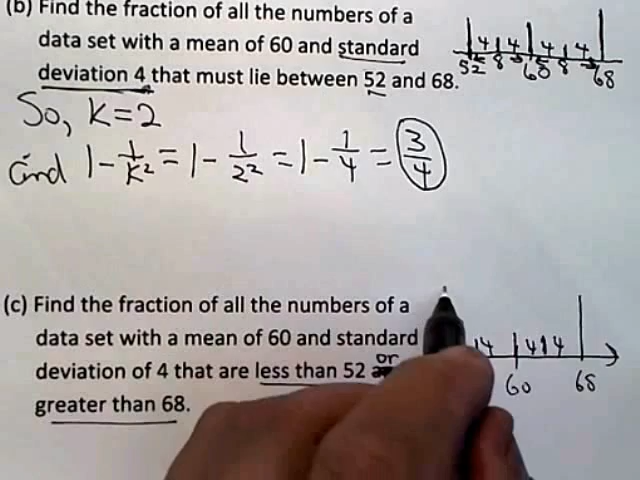 (b) Find the fraction of all the numbers of a
data set with a mean of 60 and standard
deviation 4 that must lie between 52 and 68.
4 4 4 4
52 8 60 8 68
So, K=2
and 1 - 1/K² = 1 - 1/2² = 1 - 1/4 = 3/4
(c) Find the fraction of all the numbers of a
data set with a mean of 60 and standard
or
deviation of 4 that are less than 52
greater than 68.
4 4 4
60 68